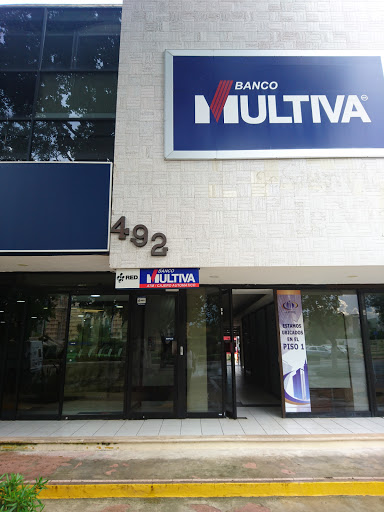 BANCO
MULTIVA
492
RED
BANCO
MULTIVA
ESTAMOS
UBICADOS
EN EL
PISO 1